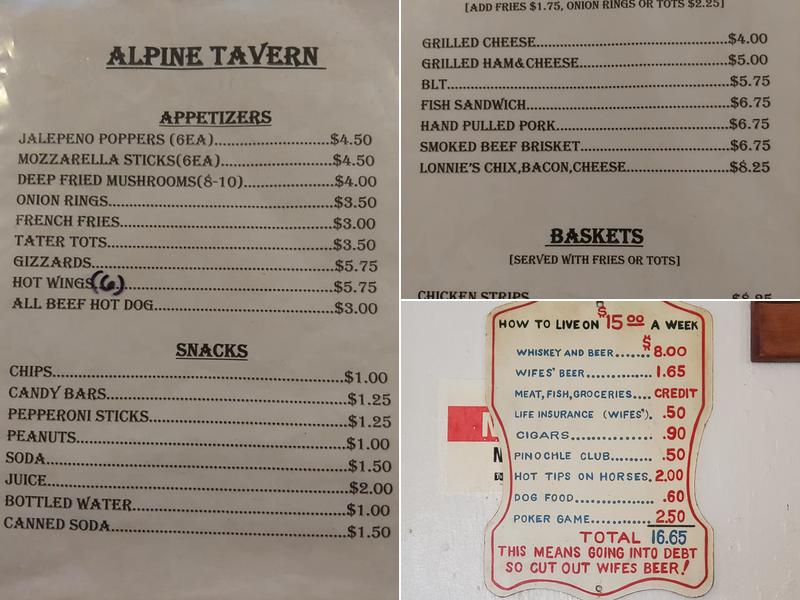 ALPINE TAVERN
APPETIZERS
JALEPENO POPPERS (6EA)..............................$4.50
MOZZARELLA STICKS(6EA)..............................$4.50
DEEP FRIED MUSHROOMS(8-10)..............................$4.00
ONION RINGS..............................$3.50
FRENCH FRIES..............................$3.00
TATER TOTS..............................$3.50
GIZZARDS..............................$5.75
HOT WINGS(6)..............................$5.75
ALL BEEF HOT DOG..............................$3.00
SNACKS
CHIPS..............................$1.00
CANDY BARS..............................$1.25
PEPPERONI STICKS..............................$1.25
PEANUTS..............................$1.00
SODA..............................$1.50
JUICE..............................$2.00
BOTTLED WATER..............................$1.00
CANNED SODA..............................$1.50
[ADD FRIES $1.75, ONION RINGS OR TOTS $2.25]
GRILLED CHEESE..............................$4.00
GRILLED HAM&CHEESE..............................$5.00
BLT..............................$5.75
FISH SANDWICH..............................$6.75
HAND PULLED PORK..............................$6.75
SMOKED BEEF BRISKET..............................$6.75
LONNIE'S CHIX,BACON,CHEESE..............................$8.25
BASKETS
[SERVED WITH FRIES OR TOTS]
CHICKEN STRIPS
HOW TO LIVE ON $15 00 A WEEK
WHISKEY AND BEER.......$8.00
WIFES' BEER............1.65
MEAT, FISH, GROCERIES.... CREDIT
LIFE INSURANCE (WIFES'). .50
CIGARS.............. .90
PINOCHLE CLUB....... .50
HOT TIPS ON HORSES. 2.00
DOG FOOD............ .60
POKER GAME........... 2.50
TOTAL 16.65
THIS MEANS GOING INTO DEBT
SO CUT OUT WIFES BEER!